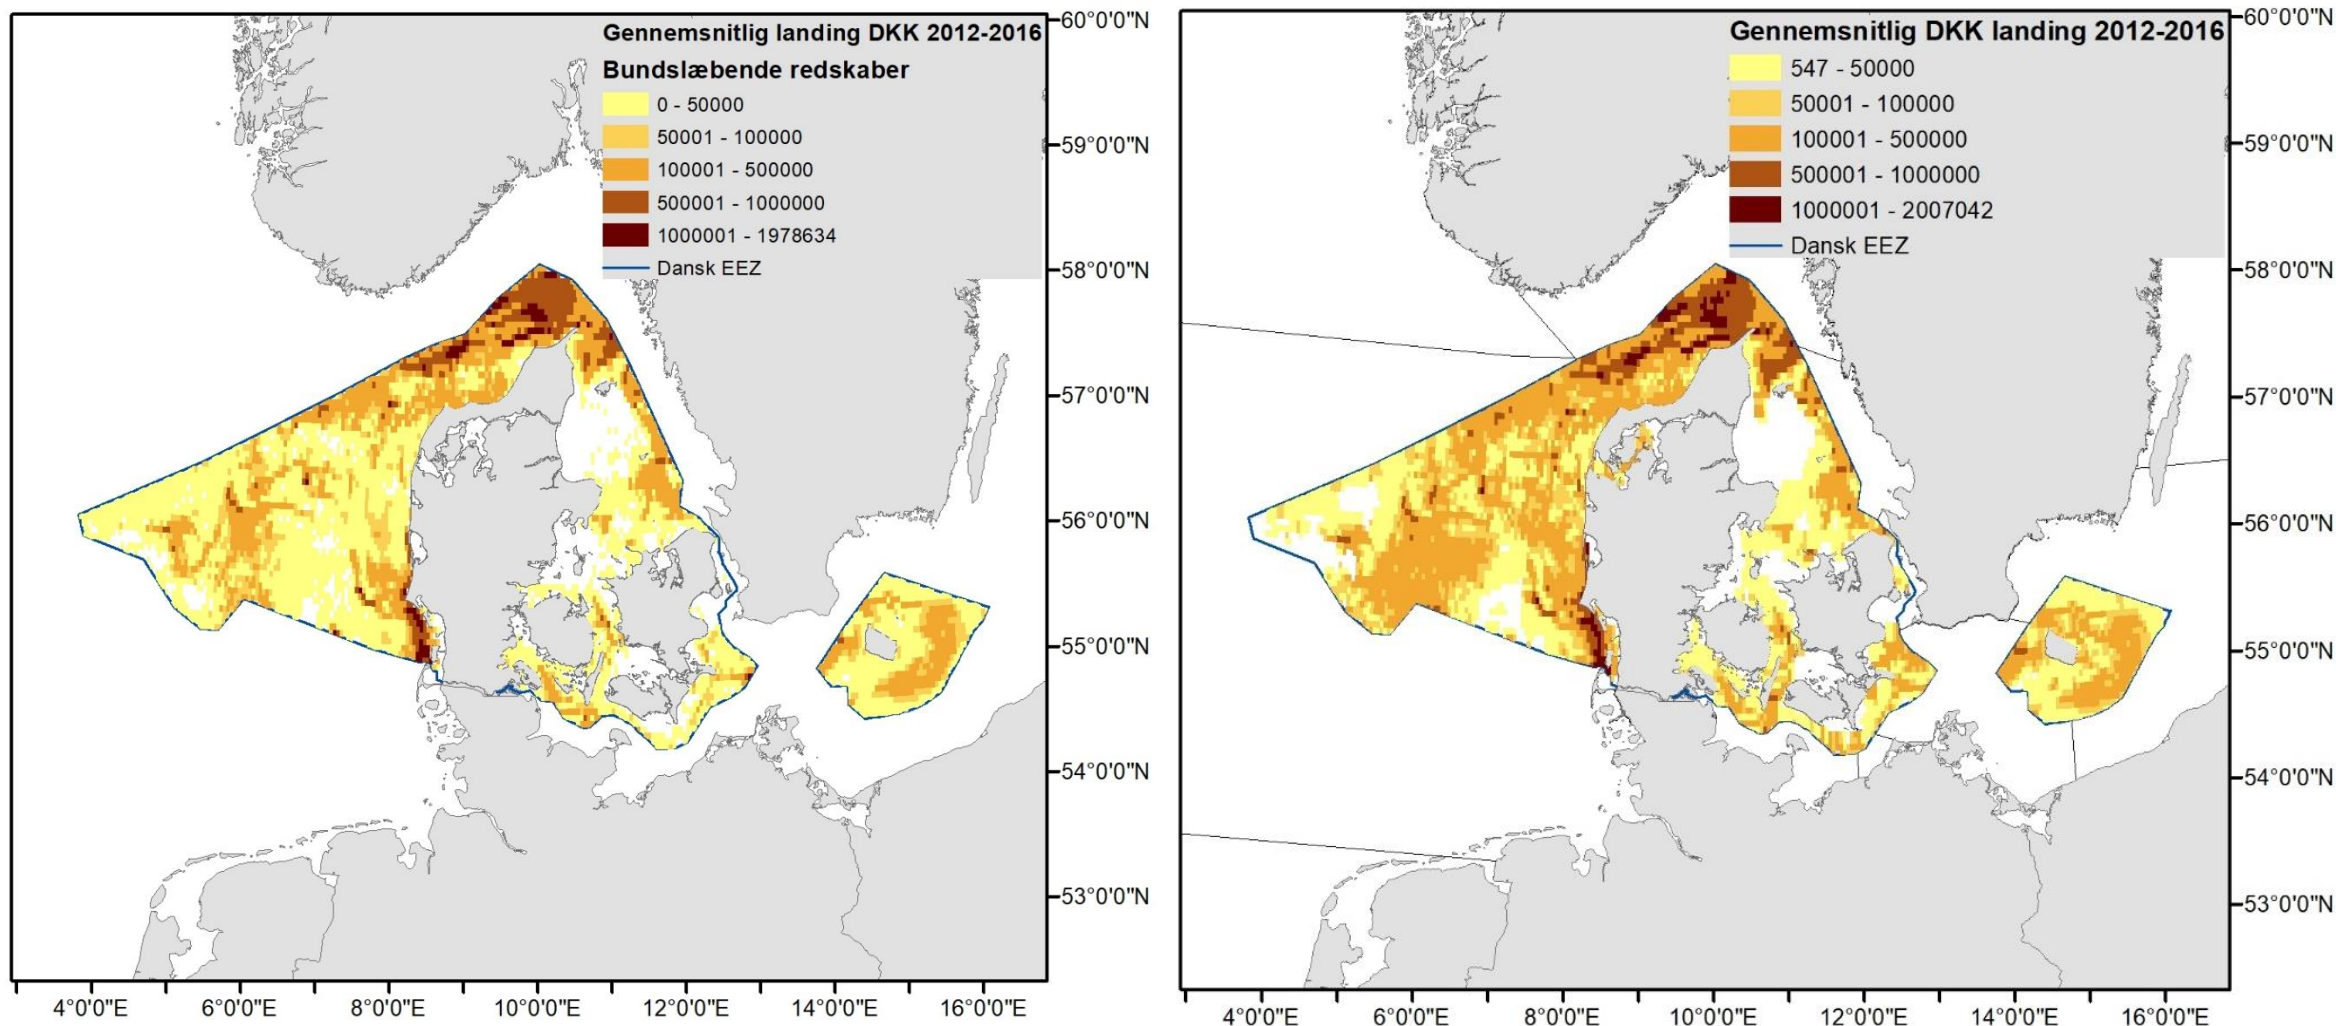 Gennemsnitlig landing DKK 2012-2016
Bundslæbende redskaber
0 - 50000
50001 - 100000
100001 - 500000
500001 - 1000000
1000001 - 1978634
Dansk EEZ
60°0'0"N
59°0'0"N
58°0'0"N
57°0'0"N
56°0'0"N
55°0'0"N
54°0'0"N
53°0'0"N
4°0'0"E
6°0'0"E
8°0'0"E
10°0'0"E
12°0'0"E
14°0'0"E
16°0'0"E
Gennemsnitlig DKK landing 2012-2016
547 - 50000
50001 - 100000
100001 - 500000
500001 - 1000000
1000001 - 2007042
Dansk EEZ
60°0'0"N
59°0'0"N
58°0'0"N
57°0'0"N
56°0'0"N
55°0'0"N
54°0'0"N
53°0'0"N
4°0'0"E
6°0'0"E
8°0'0"E
10°0'0"E
12°0'0"E
14°0'0"E
16°0'0"E